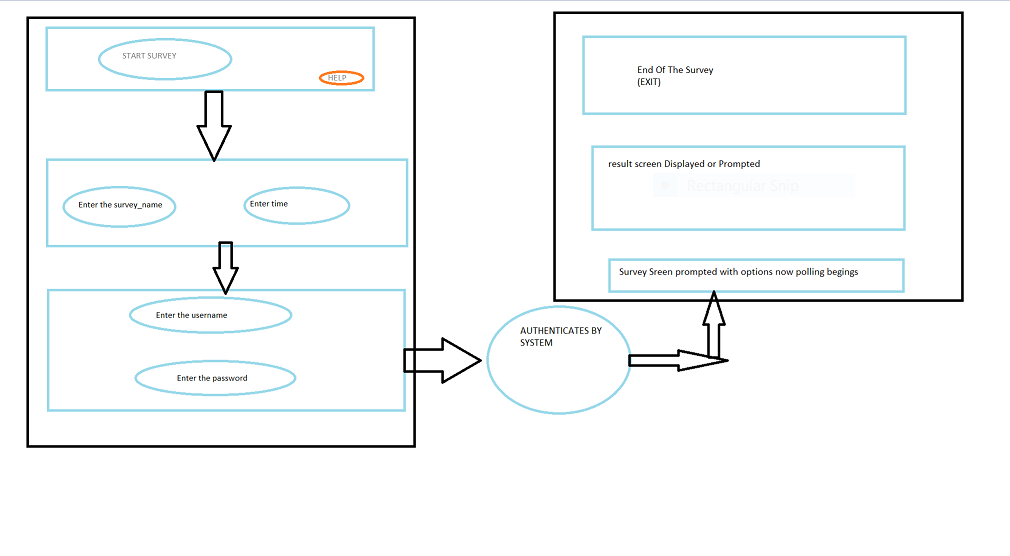 START SURVEY
HELP
Enter the survey_name
Enter time
Enter the username
Enter the password
AUTHENTICATES BY
SYSTEM
End Of The Survey
(EXIT)
result screen Displayed or Prompted
Rectangular Snip
Survey Sreen prompted with options now polling begings